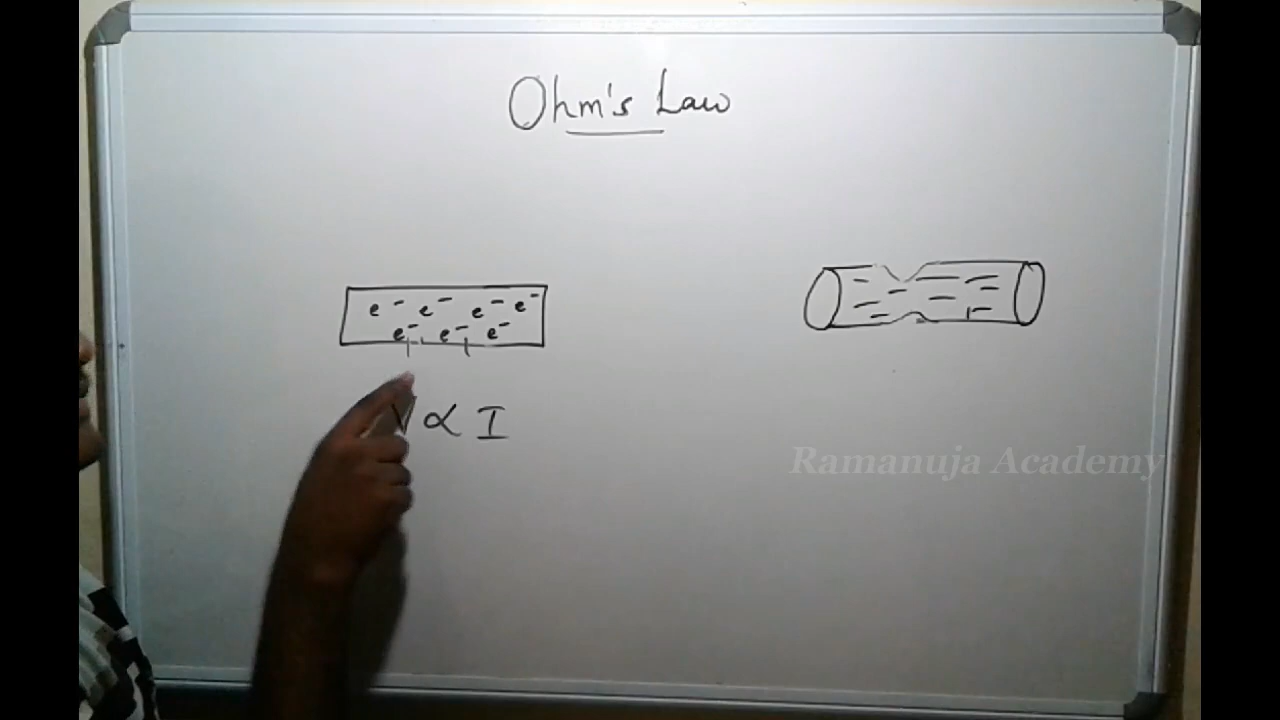 Ohm's Law
e⁻ e⁻ e⁻ e⁻
e⁻ e⁻ e⁻
V ∝ I
Ramanuja Academy